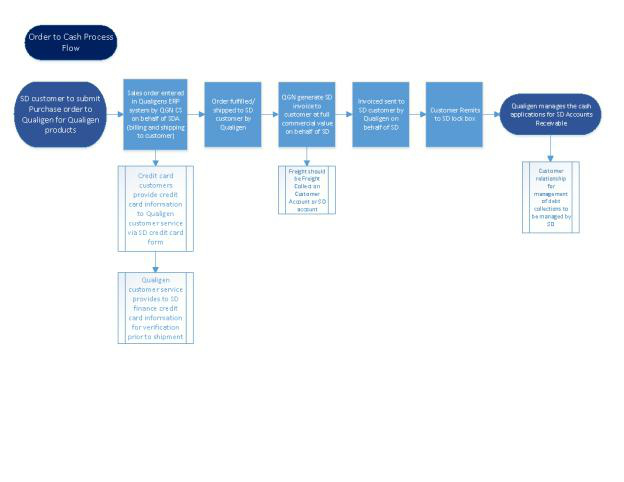 Order to Cash Process
Flow
SD customer to submit
Purchase order to
Qualigen for Qualigen
products
Sales order entered
in Qualigens ERP
system by QGN CS
on behalf of SDA
(billing and shipping
to customer)
Order fulfilled/
shipped to SD
customer by
Qualigen
QGN generate SD
invoice to
customer at full
commercial value
on behalf of SD
Invoiced sent to
SD customer by
Qualigen on
behalf of SD
Customer Remits
to SD lock box
Qualigen manages the cash
applications for SD Accounts
Receivable
Credit card
customers
provide credit
card information
to Qualigen
customer service
via SD credit card
form
Freight should
be Freight
Collect on
Customer
Account or SD
account
Customer
relationship
for
management
of debt
collections to
be managed by
SD
Qualigen
customer service
provides to SD
finance credit
card information
for verification
prior to shipment